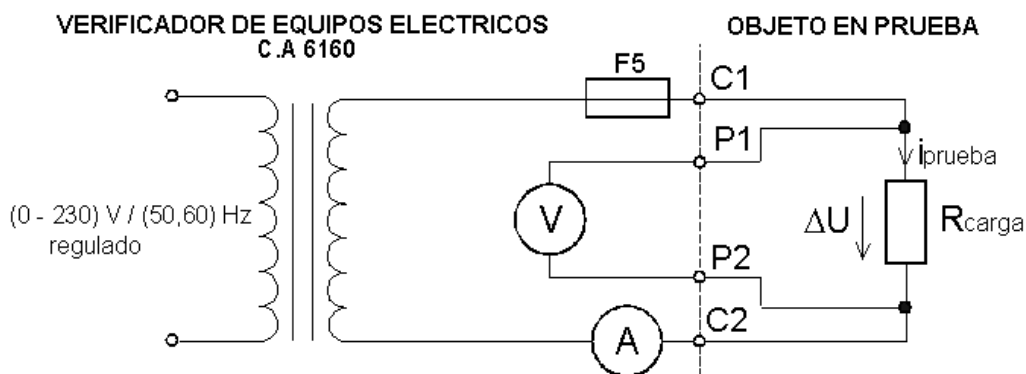 VERIFICADOR DE EQUIPOS ELECTRICOS
C.A 6160
OBJETO EN PRUEBA
F5
C1
P1
iprueba
(0 - 230) V / (50,60) Hz
regulado
V
ΔU
Rcarga
P2
C2
A